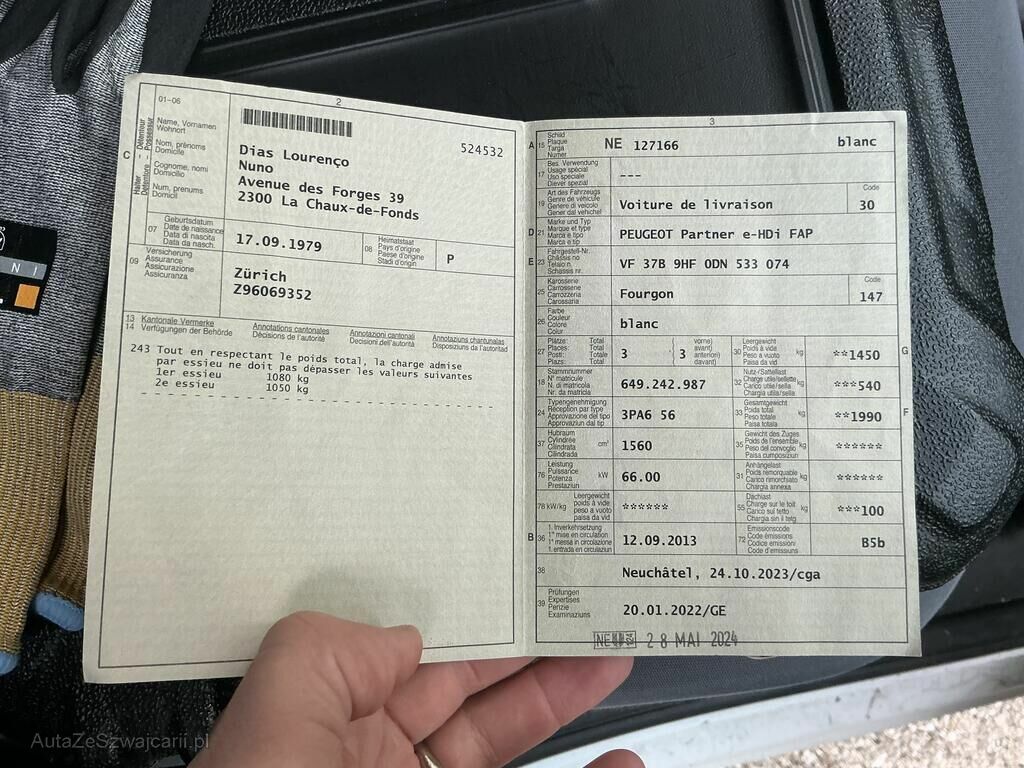 2
01-06
524532
Name, Vornamen
Wohnort
Nom, prénoms
Domicile
Cognome, nomi
Domicilio
Num, prenums
Domicil
C
Halter - Détenteur
Detentore - Possessur
Dias Lourenço
Nuno
Avenue des Forges 39
2300 La Chaux-de-Fonds
07
Geburtsdatum
Date de naissance
Data di nascita
Data da nasch.
17.09.1979
08
Heimatstaat
Pays d'origine
Paese d'origine
Stadi d'origin
P
09
Versicherung
Assurance
Assicurazione
Assicuranza
Zürich
Z96069352
13 Kantonale Vermerke Annotations cantonales Annotazioni cantonali Annotaziuns chantunalas
14 Verfügungen der Behörde Décisions de l'autorité Decisioni dell'autorità Disposiziuns da l'autoritad
243 Tout en respectant le poids total, la charge admise
par essieu ne doit pas dépasser les valeurs suivantes
1er essieu 1080 kg
2e essieu 1050 kg
3
A
15
Schild
Plaque
Targa
Numer
NE 127166
blanc
17
Bes. Verwendung
Usage spécial
Uso speciale
Diever spezial
---
19
Art des Fahrzeugs
Genre de véhicule
Genere di veicolo
Gener dal vehichel
Voiture de livraison
Code
30
D
21
Marke und Typ
Marque et type
Marca e tipo
Marca e tip
PEUGEOT Partner e-HDi FAP
E
23
Fahrgestell-Nr
Châssis no
Telaio n.
Schassis nr.
VF 37B 9HF 0DN 533 074
25
Karosserie
Carrosserie
Carrozzeria
Carossaria
Fourgon
Code
147
26
Farbe
Couleur
Colore
Colur
blanc
27
Plätze: Total
Places: Total
Posti: Totale
Plazs: Total
3
( 3
vorne)
avant)
anteriori)
davant)
30
Leergewicht
Poids à vide
Peso a vuoto
Paisa da vid
kg
**1450
G
18
Stammnummer
N° matricule
N. di matricola
Nr. da matricla
649.242.987
32
Nutz-/Sattellast
Charge utile/sellette
Carico utile/sella
Chargia utila/sella
kg
***540
24
Typengenehmigung
Réception par type
Approvazione del tipo
Approvaziun dal tip
3PA6 56
33
Gesamtgewicht
Poids total
Peso totale
Paisa totala
kg
**1990
F
37
Hubraum
Cylindrée
Cilindrata
Cilindrada
cm³
1560
35
Gewicht des Zuges
Poids de l'ensemble
Peso del convoglio
Paisa cumposiziun
kg
******
76
Leistung
Puissance
Potenza
Prestaziun
kW
66.00
31
Anhängelast
Poids remorquable
Carico rimorchiato
Chargia annexa
kg
******
78 kW/kg
Leergewicht
poids à vide
peso a vuoto
paisa da vid
******
55
Dachlast
Charge sur le toit
Carico sul tetto
Chargia sin il tetg
kg
***100
B
36
1. Inverkehrsetzung
1re mise en circulation
1a messa in circolazione
1. entrada en circulaziun
12.09.2013
72
Emissionscode
Code émissions
Codice emissioni
Code d'emissiuns
B5b
38
Neuchâtel, 24.10.2023/cga
39
Prüfungen
Expertises
Perizie
Examinaziuns
20.01.2022/GE
NE
28 MAI 2024
AutaZeSzwajcarii.pl